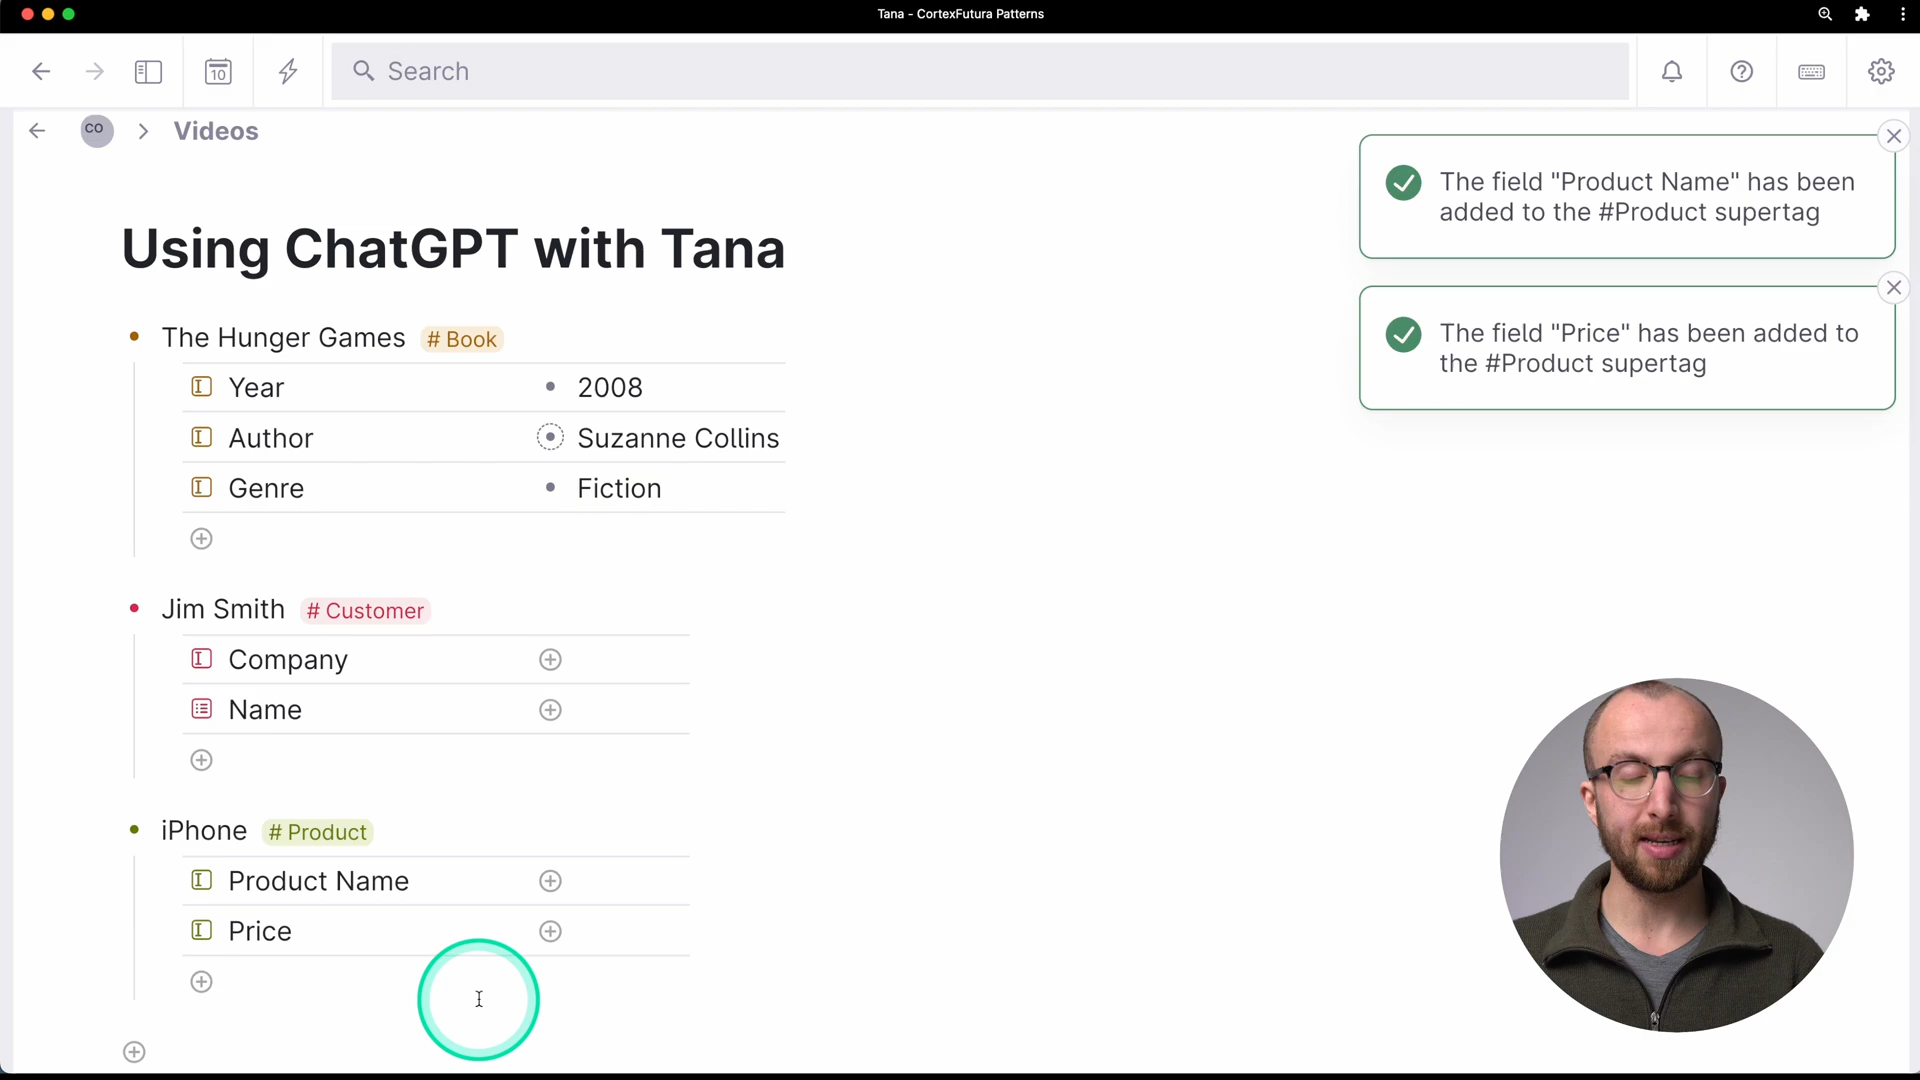 Tana - CortexFutura Patterns
10
Search
CO
Videos
The field "Product Name" has been
added to the #Product supertag
The field "Price" has been added to
the #Product supertag
Using ChatGPT with Tana
The Hunger Games # Book
Year 2008
Author Suzanne Collins
Genre Fiction
Jim Smith # Customer
Company
Name
iPhone # Product
Product Name
Price